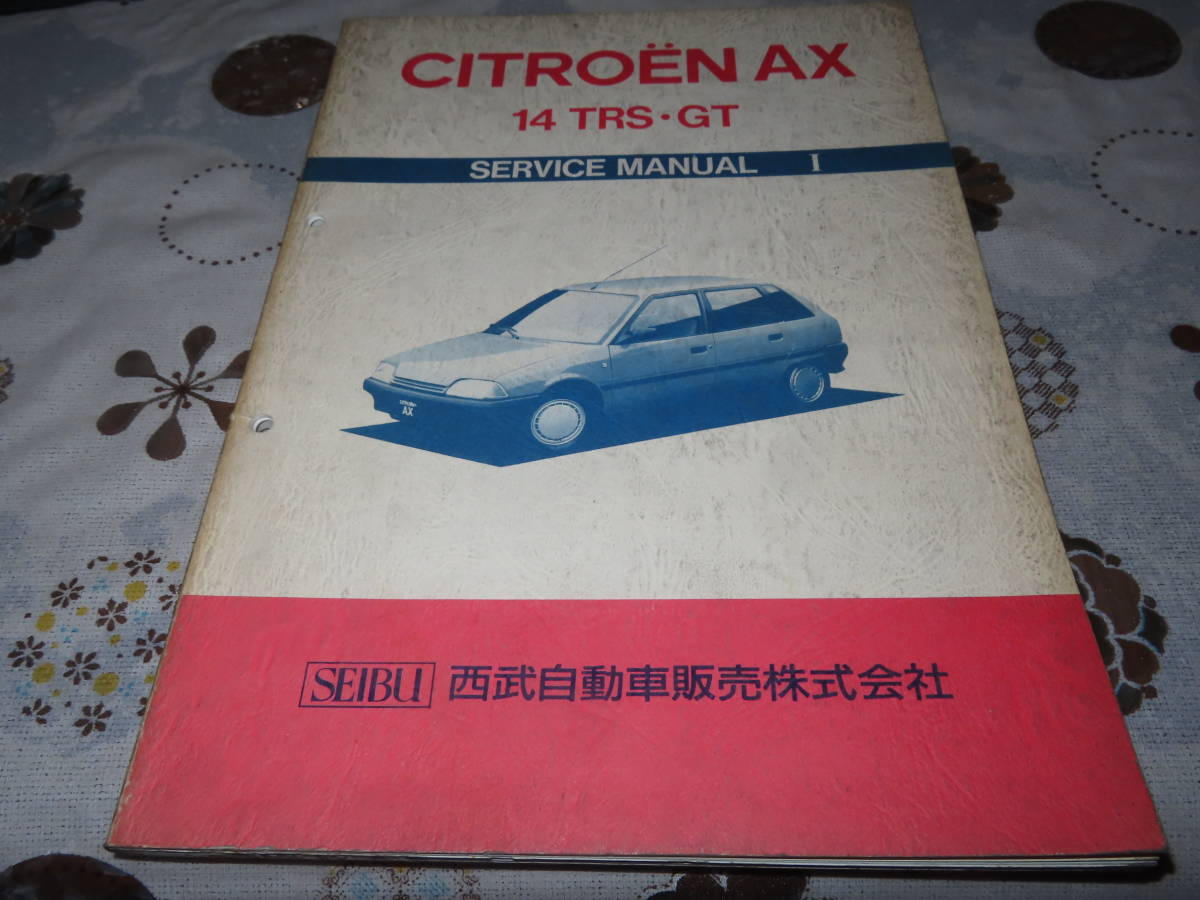 CITROËN AX
14 TRS・GT
SERVICE MANUAL I
CITROËN
AX
SEIBU 西武自動車販売株式会社